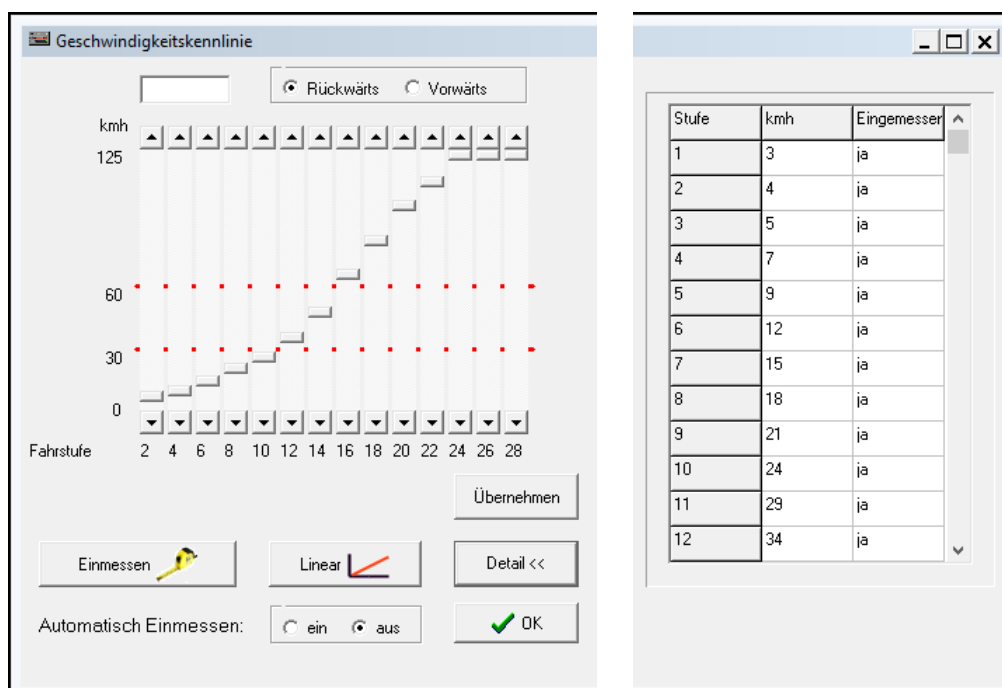 Geschwindigkeitskennlinie
Rückwärts Vorwärts
kmh
125
60
30
0
Fahrstufe 2 4 6 8 10 12 14 16 18 20 22 24 26 28
Übernehmen
Einmessen Linear Detail <<
Automatisch Einmessen: ein aus OK
Stufe kmh Eingemessen
1 3 ja
2 4 ja
3 5 ja
4 7 ja
5 9 ja
6 12 ja
7 15 ja
8 18 ja
9 21 ja
10 24 ja
11 29 ja
12 34 ja